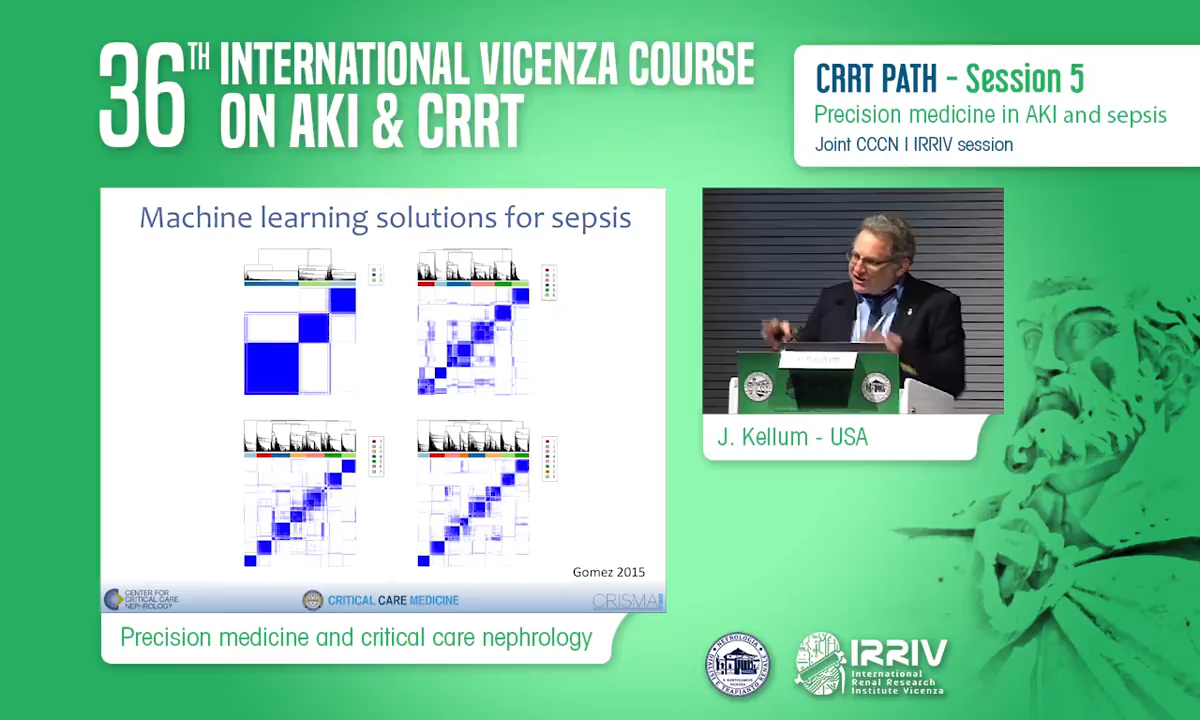 36TH INTERNATIONAL VICENZA COURSE
ON AKI & CRRT
CRRT PATH - Session 5
Precision medicine in AKI and sepsis
Joint CCCN | IRRIV session
Machine learning solutions for sepsis
Gomez 2015
CENTER FOR
CRITICAL CARE
NEPHROLOGY
CRITICAL CARE MEDICINE
CRISMA
Precision medicine and critical care nephrology
J. Kellum - USA
IRRIV
International
Renal Research
Institute Vicenza